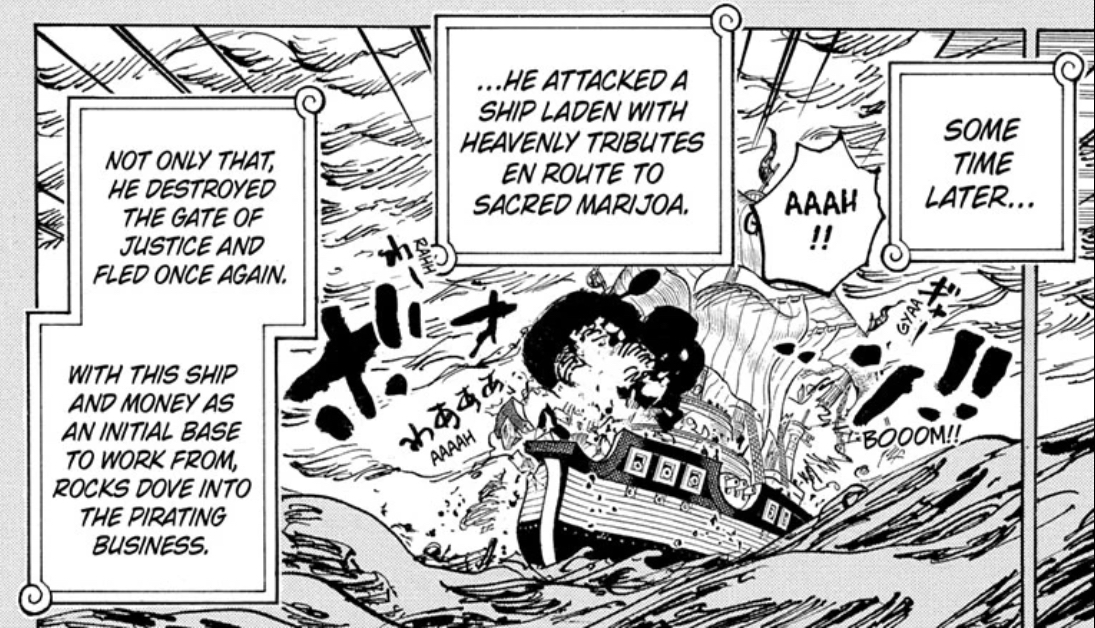 SOME
TIME
LATER...
AAAH
!!
...HE ATTACKED A
SHIP LADEN WITH
HEAVENLY TRIBUTES
EN ROUTE TO
SACRED MARIJOA.
GYAA
BOOOM!!
RAHH
わあああ
AAAAH
NOT ONLY THAT,
HE DESTROYED
THE GATE OF
JUSTICE AND
FLED ONCE AGAIN.
WITH THIS SHIP
AND MONEY AS
AN INITIAL BASE
TO WORK FROM,
ROCKS DOVE INTO
THE PIRATING
BUSINESS.